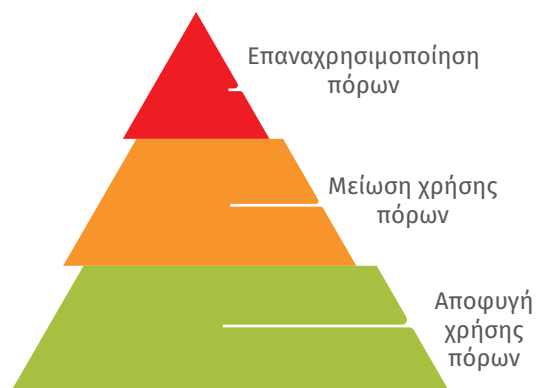 Επαναχρησιμοποίηση
πόρων
Μείωση χρήσης
πόρων
Αποφυγή
χρήσης
πόρων